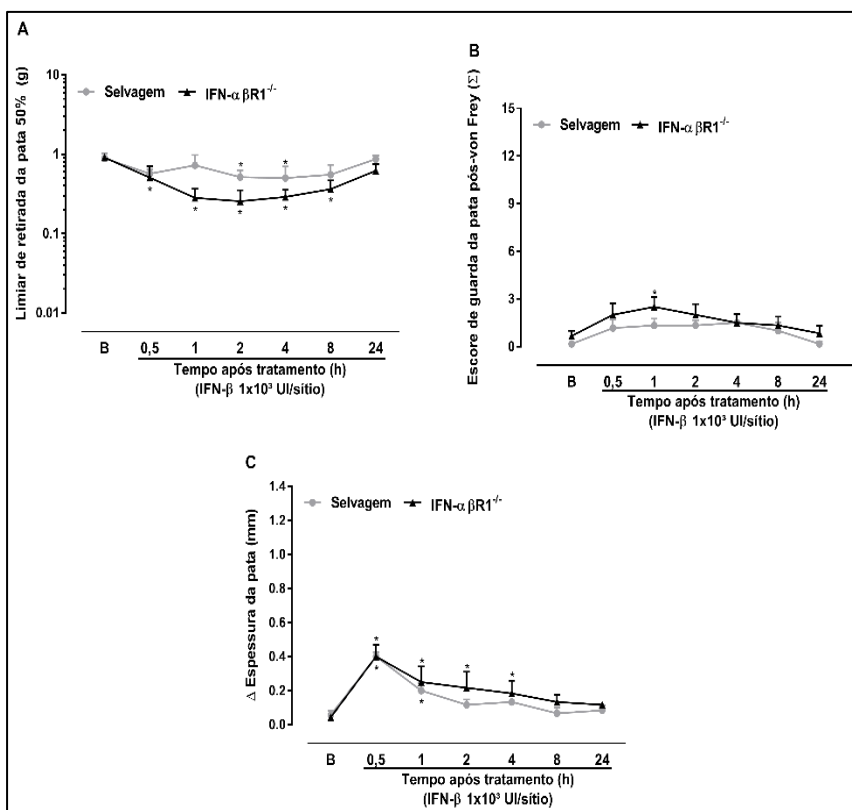 A
Selvagem
IFN-α βR1-/-
Limiar de retirada da pata 50% (g)
10
1
0.1
0.01
*
*
*
*
*
*
*
B
0,5
1
2
4
8
24
Tempo após tratamento (h)
(IFN-β 1x10³ UI/sítio)
B
Selvagem
IFN-α βR1-/-
Escore de guarda da pata pós-von Frey (Σ)
15
12
9
6
3
0
*
B
0,5
1
2
4
8
24
Tempo após tratamento (h)
(IFN-β 1x10³ UI/sítio)
C
Selvagem
IFN-α βR1-/-
Δ Espessura da pata (mm)
1.4
1.2
1.0
0.8
0.6
0.4
0.2
0.0
*
*
*
*
*
*
B
0,5
1
2
4
8
24
Tempo após tratamento (h)
(IFN-β 1x10³ UI/sítio)